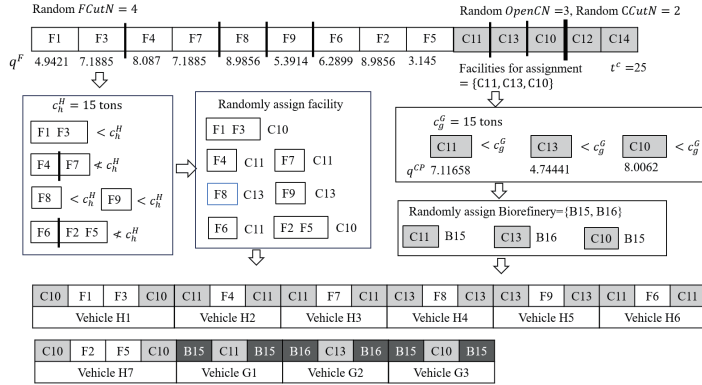 Random FCutN = 4
Random OpenCN =3, Random CCutN = 2
F1 F3 F4 F7 F8 F9 F6 F2 F5 C11 C13 C10 C12 C14
q^F 4.9421 7.1885 8.087 7.1885 8.9856 5.3914 6.2899 8.9856 3.145
Facilities for assignment
= {C11, C13, C10}
t^c =25
c_h^H = 15 tons
F1 F3 < c_h^H
F4 F7 ≮ c_h^H
F8 < c_h^H F9 < c_h^H
F6 F2 F5 ≮ c_h^H
Randomly assign facility
F1 F3 C10
F4 C11 F7 C11
F8 C13 F9 C13
F6 C11 F2 F5 C10
c_g^G = 15 tons
C11 < c_g^G C13 < c_g^G C10 < c_g^G
q^CP 7.11658 4.74441 8.0062
Randomly assign Biorefinery={B15, B16}
C11 B15 C13 B16 C10 B15
C10 F1 F3 C10 C11 F4 C11 C11 F7 C11 C13 F8 C13 C13 F9 C13 C11 F6 C11
Vehicle H1 Vehicle H2 Vehicle H3 Vehicle H4 Vehicle H5 Vehicle H6
C10 F2 F5 C10 B15 C11 B15 B16 C13 B16 B15 C10 B15
Vehicle H7 Vehicle G1 Vehicle G2 Vehicle G3